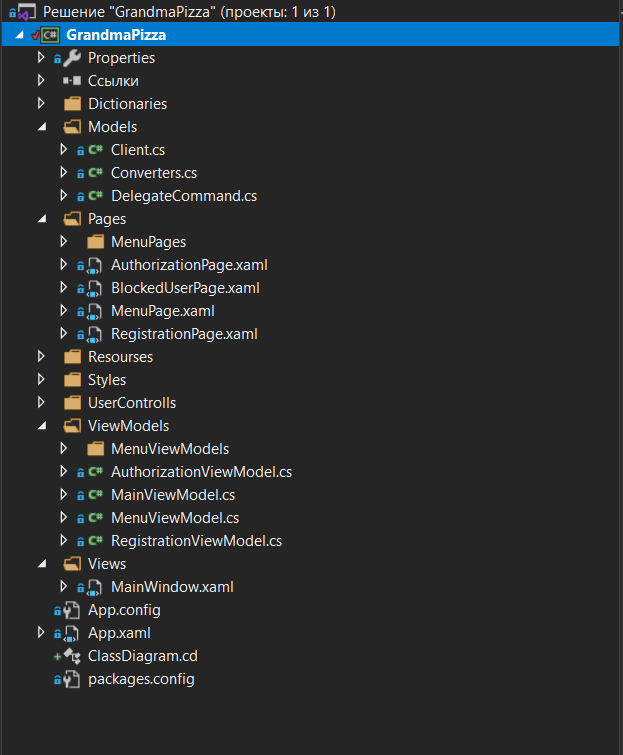 Решение "GrandmaPizza" (проекты: 1 из 1)
C# GrandmaPizza
Properties
Ссылки
Dictionaries
Models
C# Client.cs
C# Converters.cs
C# DelegateCommand.cs
Pages
MenuPages
AuthorizationPage.xaml
BlockedUserPage.xaml
MenuPage.xaml
RegistrationPage.xaml
Resourses
Styles
UserControlls
ViewModels
MenuViewModels
C# AuthorizationViewModel.cs
C# MainViewModel.cs
C# MenuViewModel.cs
C# RegistrationViewModel.cs
Views
MainWindow.xaml
App.config
App.xaml
ClassDiagram.cd
packages.config